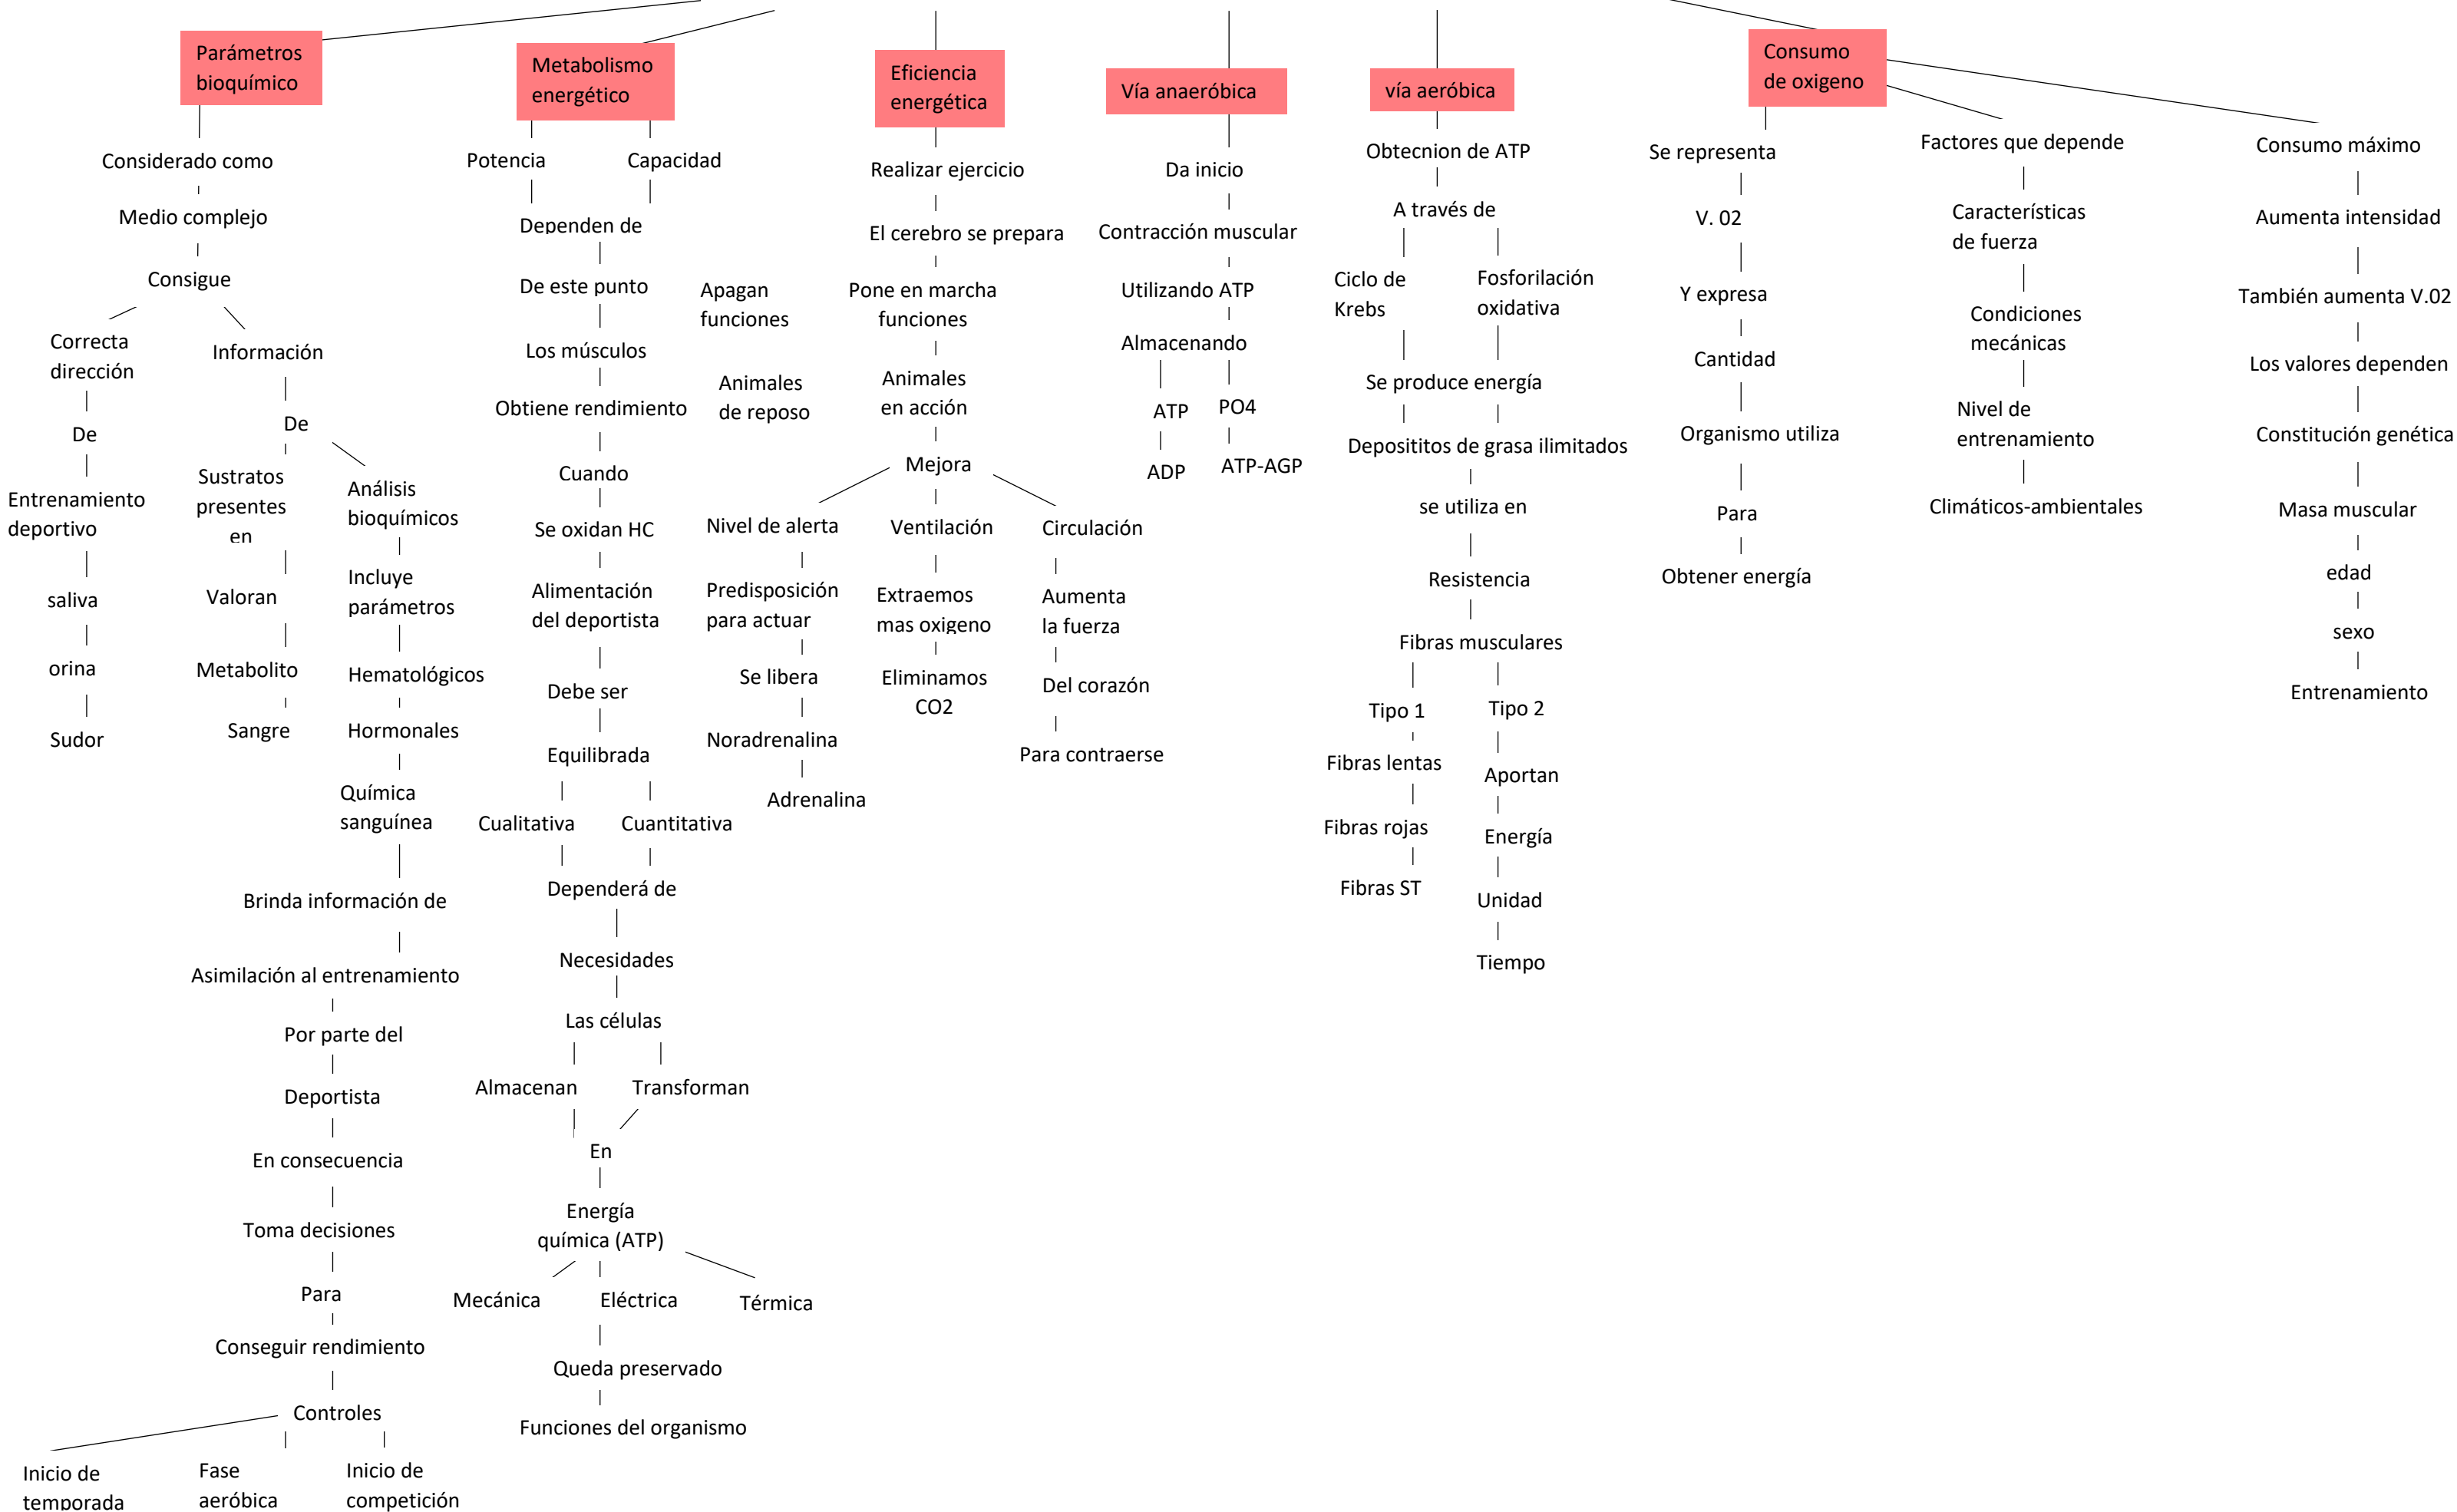 Parámetros
bioquímico
Considerado como
Medio complejo
Consigue
Correcta
dirección
De
Entrenamiento
deportivo
saliva
orina
Sudor
Información
De
Sustratos
presentes
en
Valoran
Metabolito
Sangre
Análisis
bioquímicos
Incluye
parámetros
Hematológicos
Hormonales
Química
sanguínea
Brinda información de
Asimilación al entrenamiento
Por parte del
Deportista
En consecuencia
Toma decisiones
Para
Conseguir rendimiento
Controles
Inicio de
temporada
Fase
aeróbica
Inicio de
competición
Metabolismo
energético
Potencia
Capacidad
Dependen de
De este punto
Los músculos
Obtiene rendimiento
Cuando
Se oxidan HC
Alimentación
del deportista
Debe ser
Equilibrada
Cualitativa
Cuantitativa
Dependerá de
Necesidades
Las células
Almacenan
Transforman
En
Energía
química (ATP)
Mecánica
Eléctrica
Térmica
Queda preservado
Funciones del organismo
Apagan
funciones
Animales
de reposo
Eficiencia
energética
Realizar ejercicio
El cerebro se prepara
Pone en marcha
funciones
Animales
en acción
Mejora
Nivel de alerta
Predisposición
para actuar
Se libera
Noradrenalina
Adrenalina
Ventilación
Extraemos
mas oxigeno
Eliminamos
CO2
Circulación
Aumenta
la fuerza
Del corazón
Para contraerse
Vía anaeróbica
Da inicio
Contracción muscular
Utilizando ATP
Almacenando
ATP
ADP
PO4
ATP-AGP
vía aeróbica
Obtecnion de ATP
A través de
Ciclo de
Krebs
Fosforilación
oxidativa
Se produce energía
Deposititos de grasa ilimitados
se utiliza en
Resistencia
Fibras musculares
Tipo 1
Fibras lentas
Fibras rojas
Fibras ST
Tipo 2
Aportan
Energía
Unidad
Tiempo
Consumo
de oxigeno
Se representa
V. 02
Y expresa
Cantidad
Organismo utiliza
Para
Obtener energía
Factores que depende
Características
de fuerza
Condiciones
mecánicas
Nivel de
entrenamiento
Climáticos-ambientales
Consumo máximo
Aumenta intensidad
También aumenta V.02
Los valores dependen
Constitución genética
Masa muscular
edad
sexo
Entrenamiento